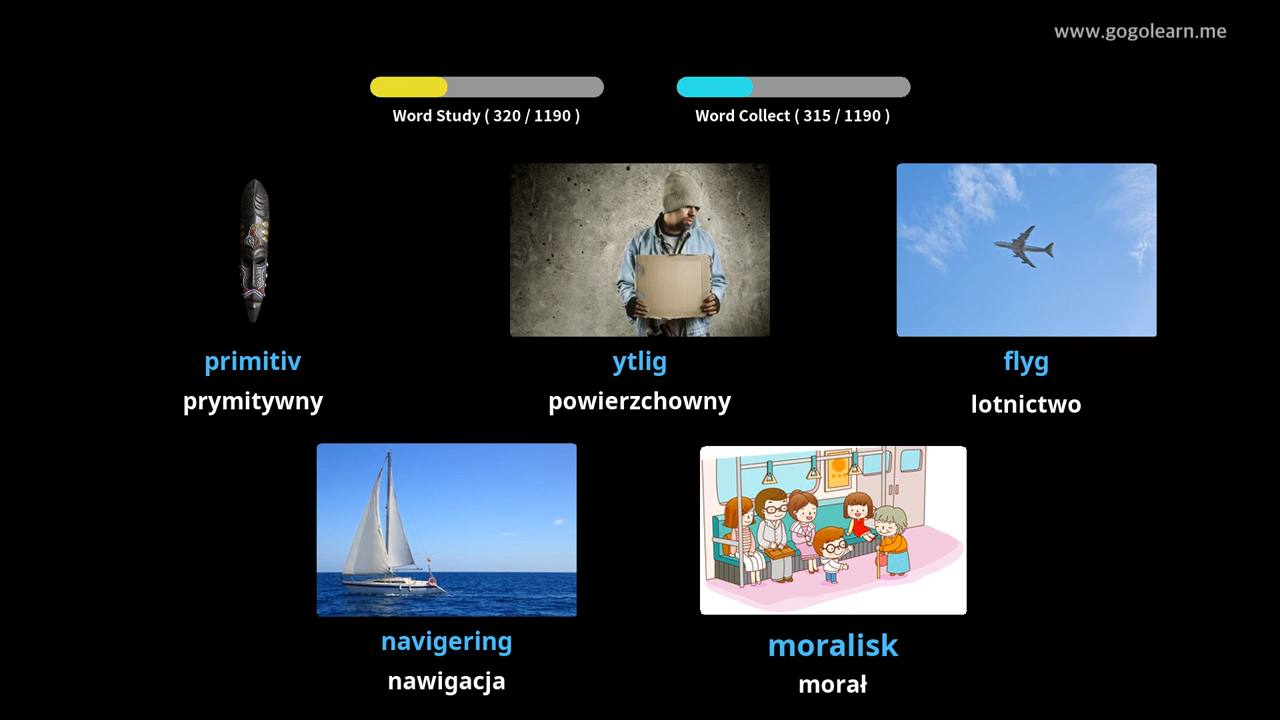 www.gogolearn.me
Word Study ( 320 / 1190 )
Word Collect ( 315 / 1190 )
primitiv
prymitywny
ytlig
powierzchowny
flyg
lotnictwo
navigering
nawigacja
moralisk
morał